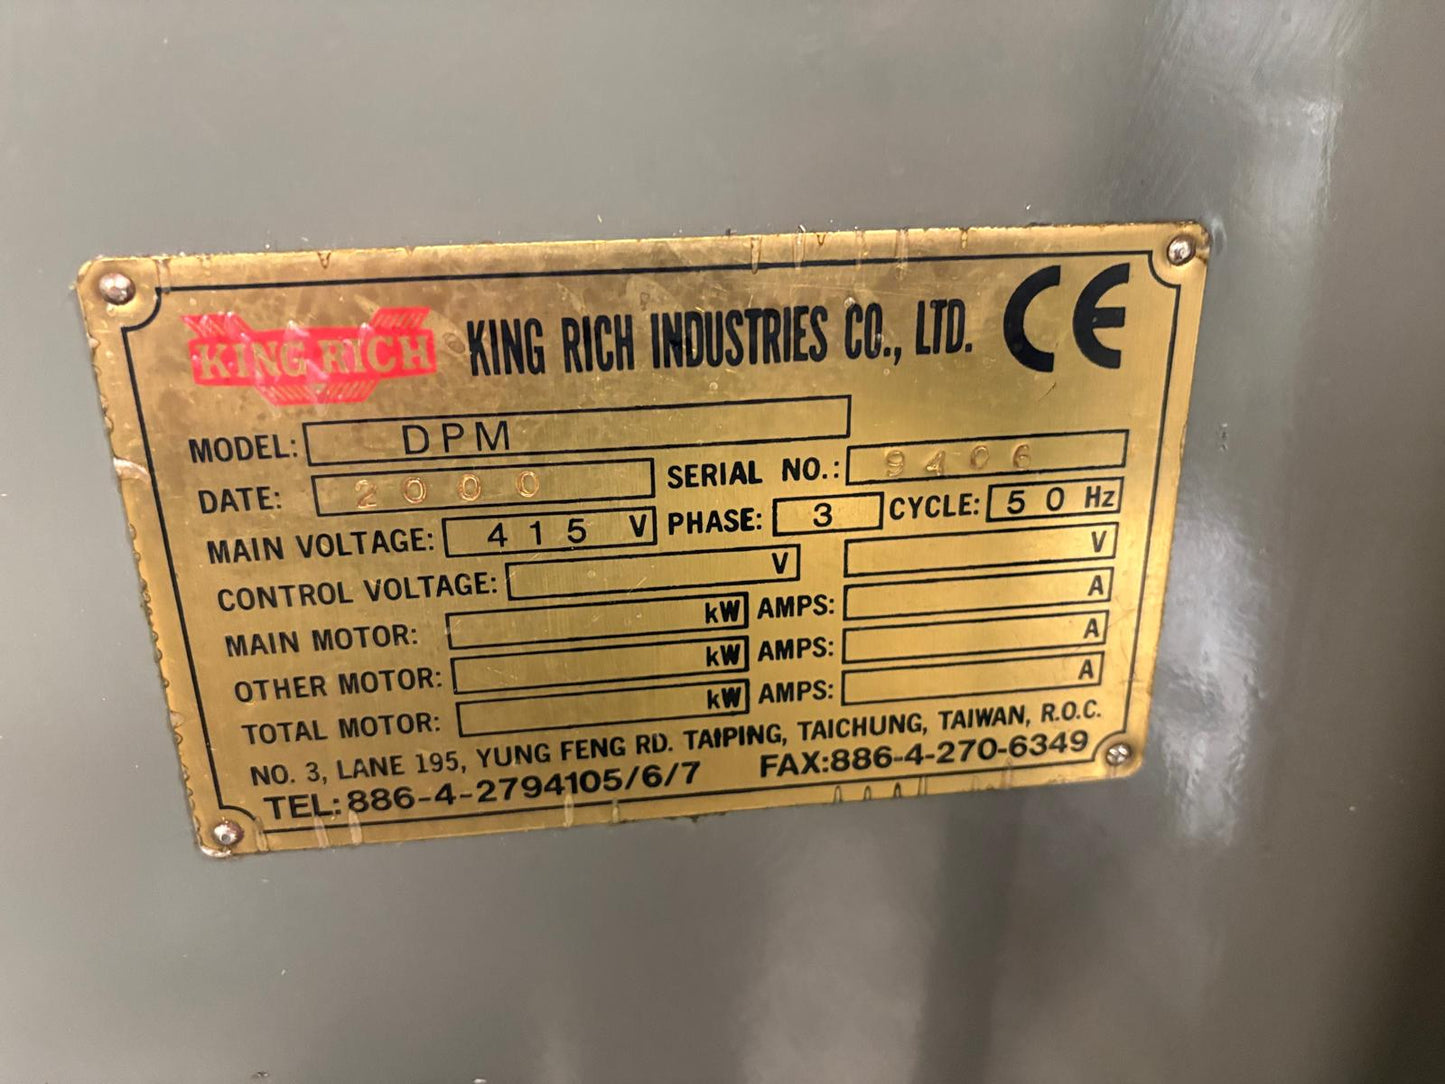 KING RICH KING RICH INDUSTRIES CO., LTD. CE
MODEL: DPM
DATE: 2000 SERIAL NO.: 9406
MAIN VOLTAGE: 415 V PHASE: 3 CYCLE: 50 Hz
CONTROL VOLTAGE: V V
MAIN MOTOR: kW AMPS: A
OTHER MOTOR: kW AMPS: A
TOTAL MOTOR: kW AMPS: A
NO. 3, LANE 195, YUNG FENG RD. TAIPING, TAICHUNG, TAIWAN, R.O.C.
TEL:886-4-2794105/6/7 FAX:886-4-270-6349